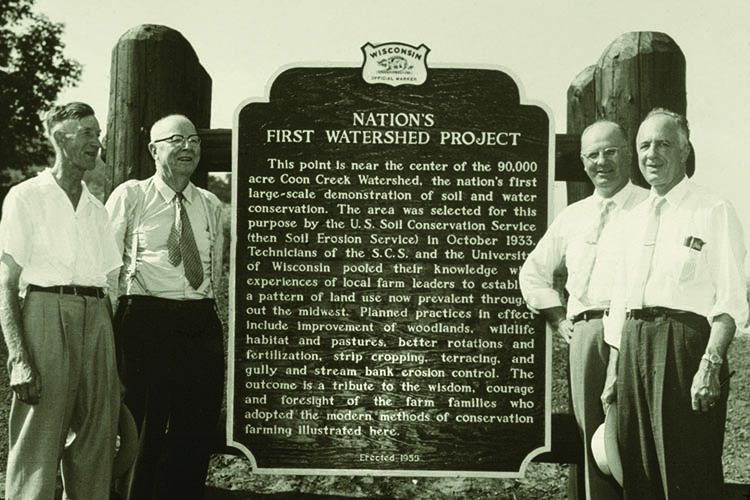 WISCONSIN
OFFICIAL MARKER
NATION'S
FIRST WATERSHED PROJECT
This point is near the center of the 90,000
acre Coon Creek Watershed, the nation's first
large-scale demonstration of soil and water
conservation. The area was selected for this
purpose by the U.S. Soil Conservation Service
(then Soil Erosion Service) in October 1933.
Technicians of the S.C.S. and the University
of Wisconsin pooled their knowledge wi
experiences of local farm leaders to establi
a pattern of land use now prevalent through
out the midwest. Planned practices in effect
include improvement of woodlands, wildlife
habitat and pastures, better rotations and
fertilization, strip cropping, terracing, and
gully and stream bank erosion control. The
outcome is a tribute to the wisdom, courage
and foresight of the farm families who
adopted the modern methods of conservation
farming illustrated here.
Erected 1955